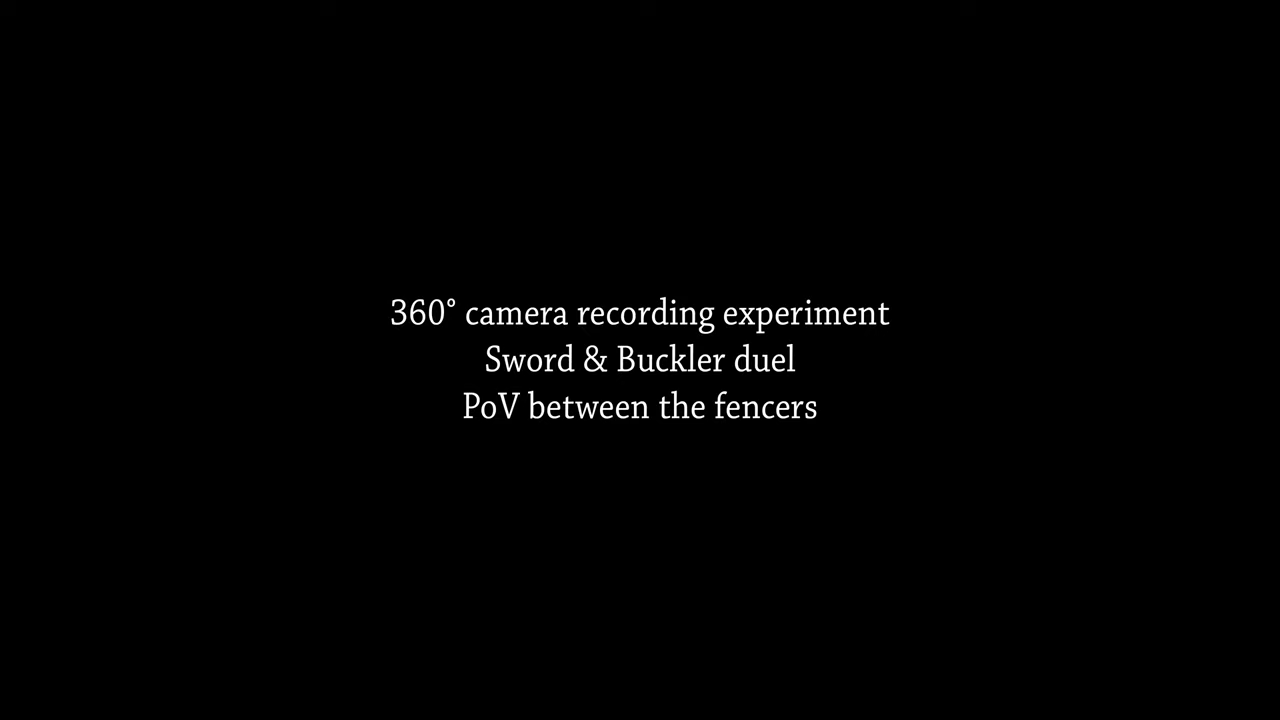 360° camera recording experiment
Sword & Buckler duel
PoV between the fencers